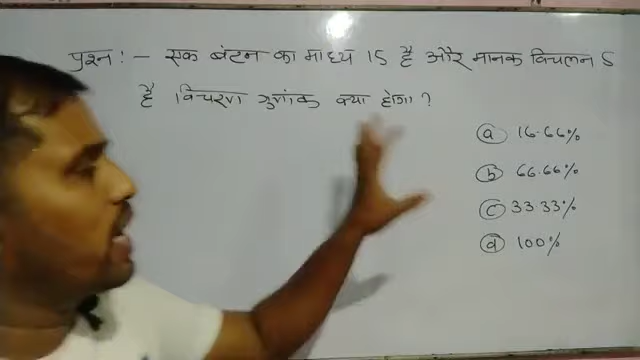 प्रश्न :- एक बंटन का माध्य 15 है और मानक विचलन 5
है विचरण गुणांक क्या होगा ?
(a) 16.66%
(b) 66.66%
(c) 33.33%
(d) 100%